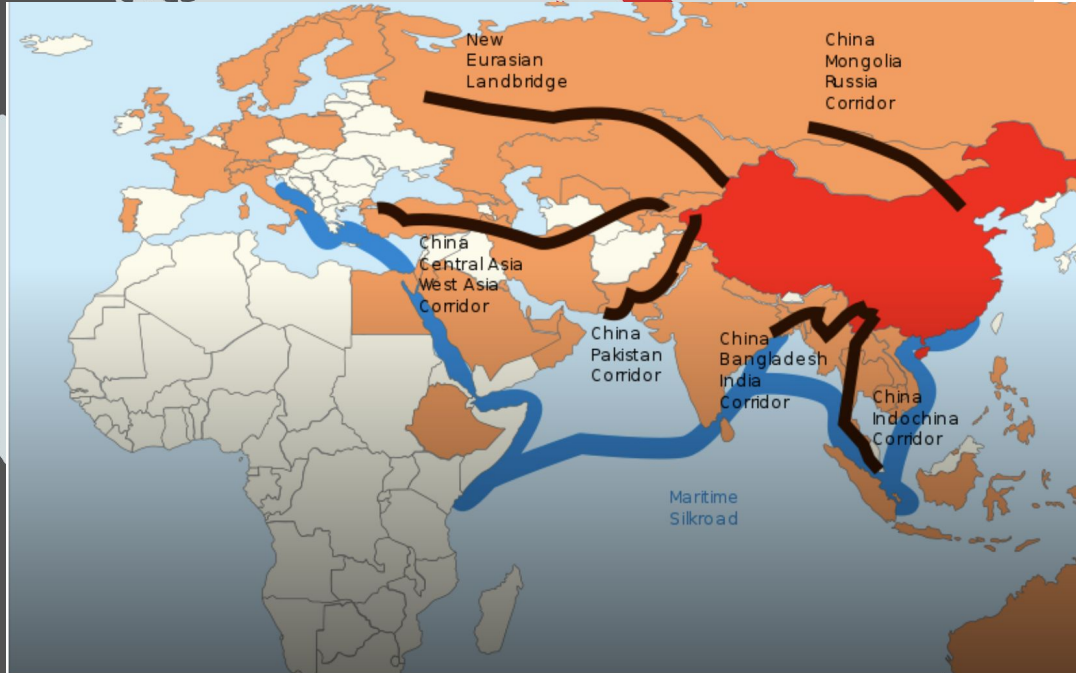 New
Eurasian
Landbridge
China
Mongolia
Russia
Corridor
China
Central Asia
West Asia
Corridor
China
Pakistan
Corridor
China
Bangladesh
India
Corridor
China
Indochina
Corridor
Maritime
Silkroad